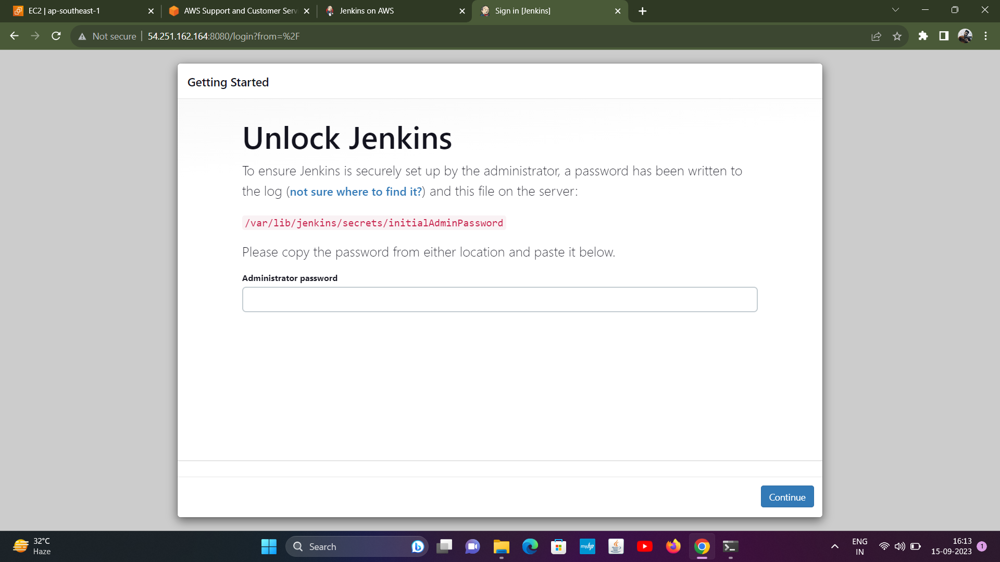 EC2 | ap-southeast-1
AWS Support and Customer Serv
Jenkins on AWS
Sign in [Jenkins]
Not secure
54.251.162.164:8080/login?from=%2F
Getting Started
Unlock Jenkins
To ensure Jenkins is securely set up by the administrator, a password has been written to
the log (not sure where to find it?) and this file on the server:
/var/lib/jenkins/secrets/initialAdminPassword
Please copy the password from either location and paste it below.
Administrator password
Continue
32°C
Haze
Search
myhp
ENG
IN
16:13
15-09-2023
1